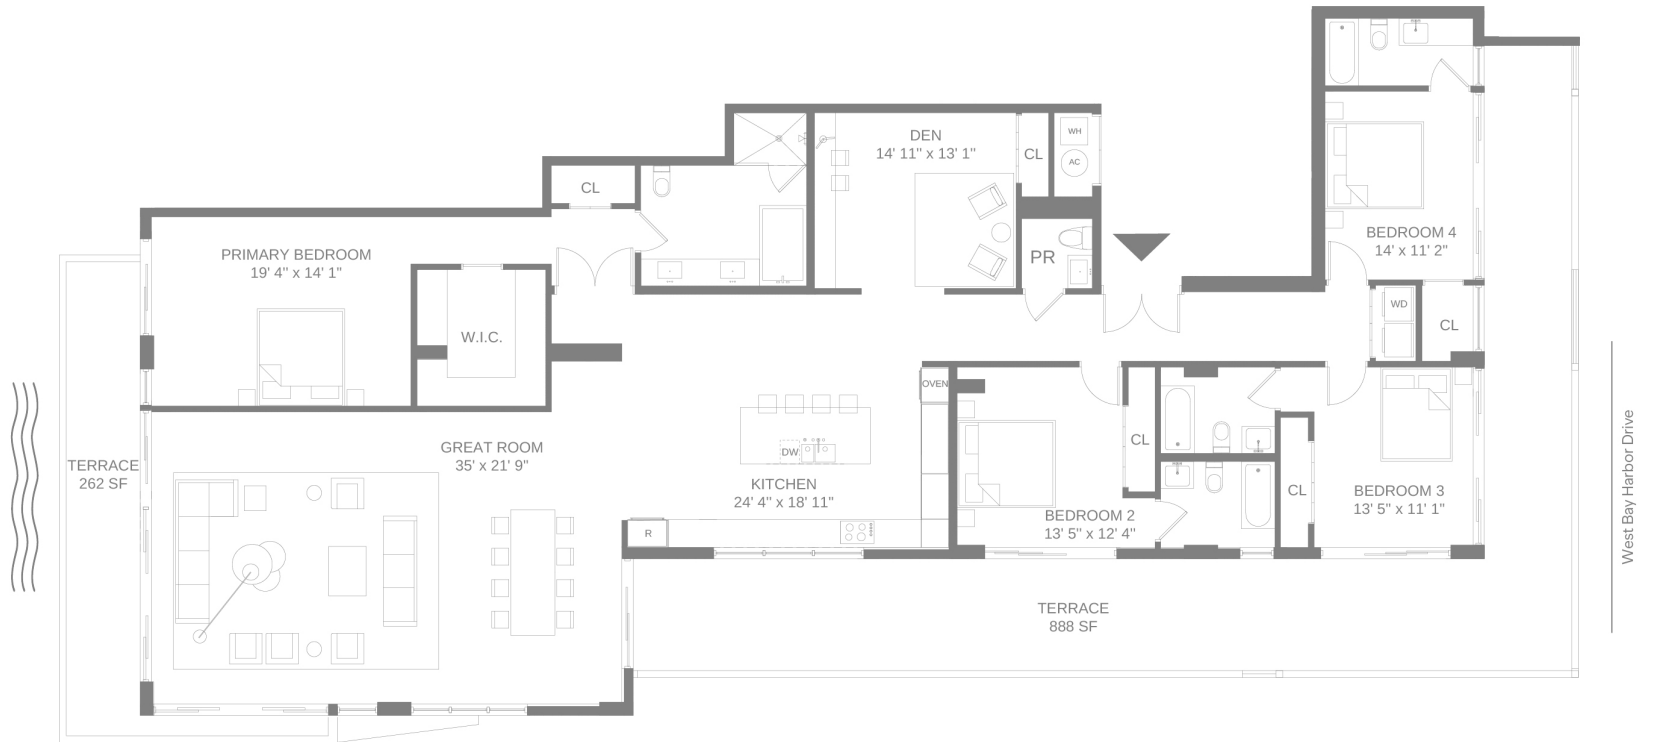 DEN
14' 11" x 13' 1"
CL
WH
AC
CL
PRIMARY BEDROOM
19' 4" x 14' 1"
PR
BEDROOM 4
14' x 11' 2"
W.I.C.
WD
CL
OVEN
GREAT ROOM
35' x 21' 9"
DW
CL
TERRACE
262 SF
KITCHEN
24' 4" x 18' 11"
CL
BEDROOM 3
13' 5" x 11' 1"
BEDROOM 2
13' 5" x 12' 4"
R
West Bay Harbor Drive
TERRACE
888 SF